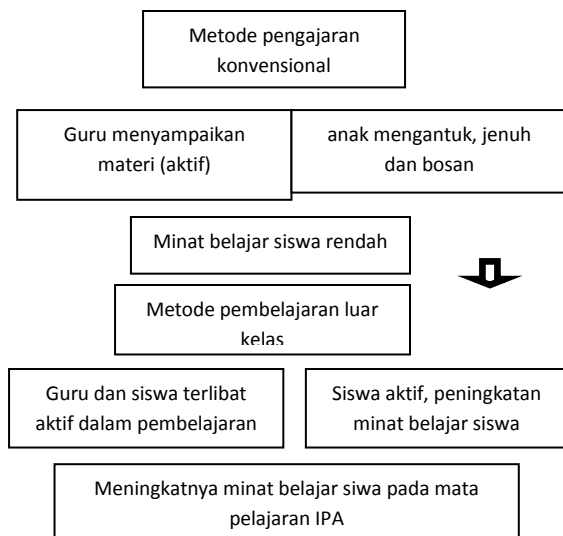 Metode pengajaran
konvensional
Guru menyampaikan
materi (aktif)
anak mengantuk, jenuh
dan bosan
Minat belajar siswa rendah
Metode pembelajaran luar
kelas
Guru dan siswa terlibat
aktif dalam pembelajaran
Siswa aktif, peningkatan
minat belajar siswa
Meningkatnya minat belajar siwa pada mata
pelajaran IPA